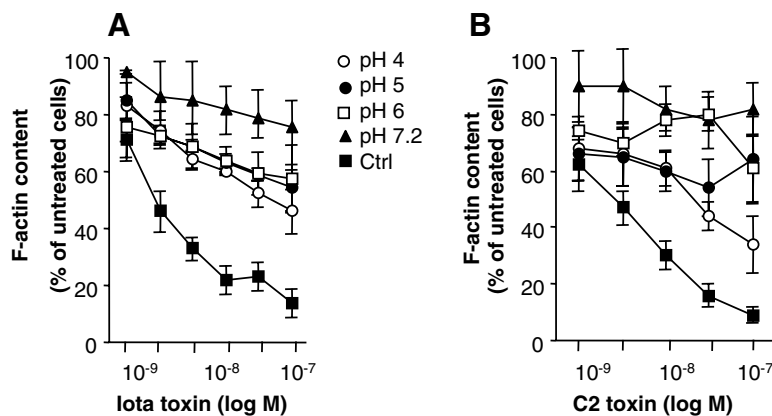 A
F-actin content
(% of untreated cells)
100
80
60
40
20
0
10⁻⁹ 10⁻⁸ 10⁻⁷
Iota toxin (log M)
pH 4
pH 5
pH 6
pH 7.2
Ctrl
B
F-actin content
(% of untreated cells)
100
80
60
40
20
0
10⁻⁹ 10⁻⁸ 10⁻⁷
C2 toxin (log M)